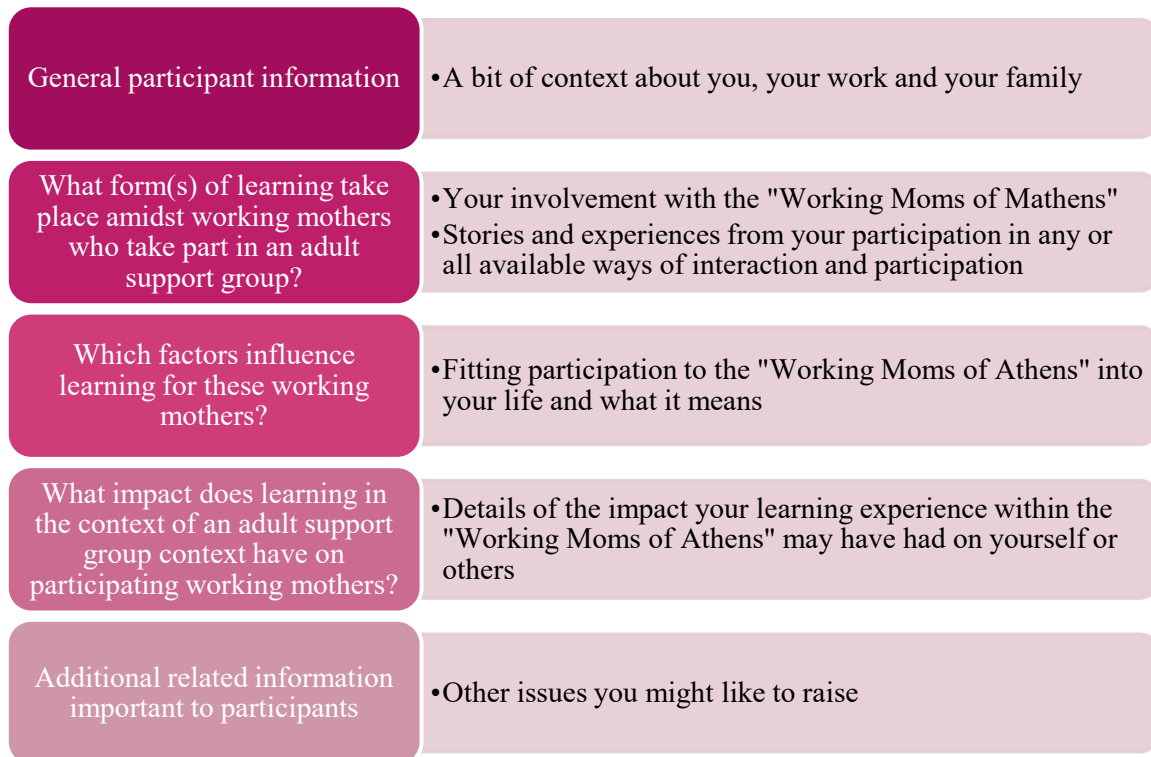 General participant information
•A bit of context about you, your work and your family
What form(s) of learning take
place amidst working mothers
who take part in an adult
support group?
•Your involvement with the "Working Moms of Mathens"
•Stories and experiences from your participation in any or
all available ways of interaction and participation
Which factors influence
learning for these working
mothers?
•Fitting participation to the "Working Moms of Athens" into
your life and what it means
What impact does learning in
the context of an adult support
group context have on
participating working mothers?
•Details of the impact your learning experience within the
"Working Moms of Athens" may have had on yourself or
others
Additional related information
important to participants
•Other issues you might like to raise